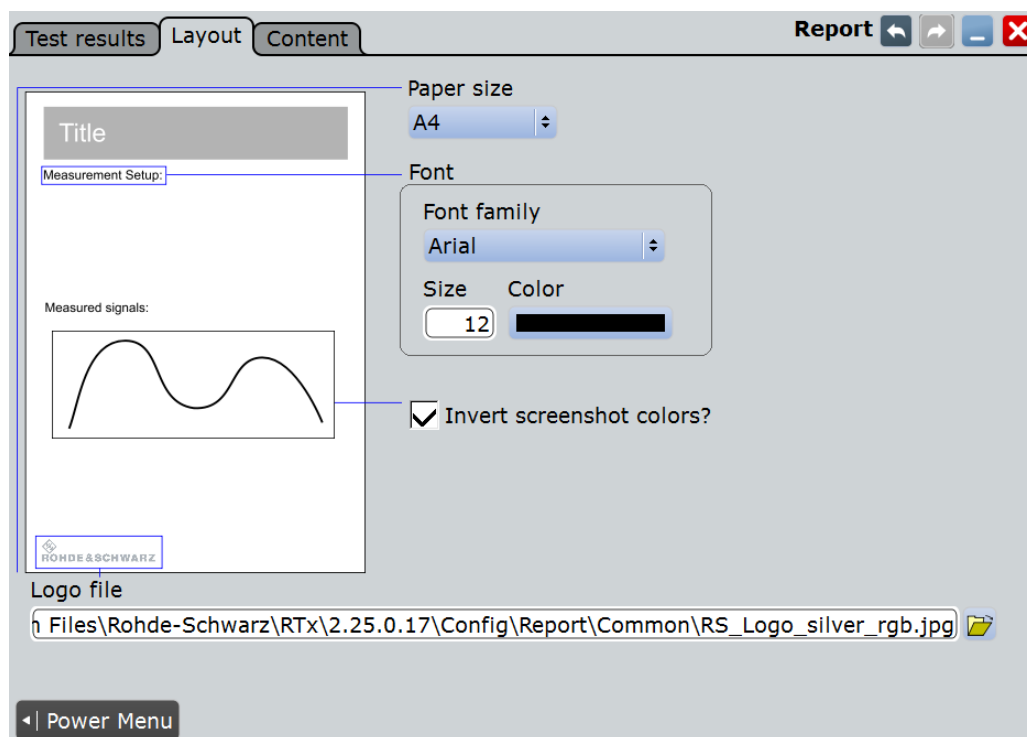 Test results Layout Content Report
Paper size
A4
Title
Measurement Setup:
Font
Font family
Arial
Size Color
12
Measured signals:
Invert screenshot colors?
ROHDE&SCHWARZ
Logo file
Files\Rohde-Schwarz\RTx\2.25.0.17\Config\Report\Common\RS_Logo_silver_rgb.jpg
Power Menu